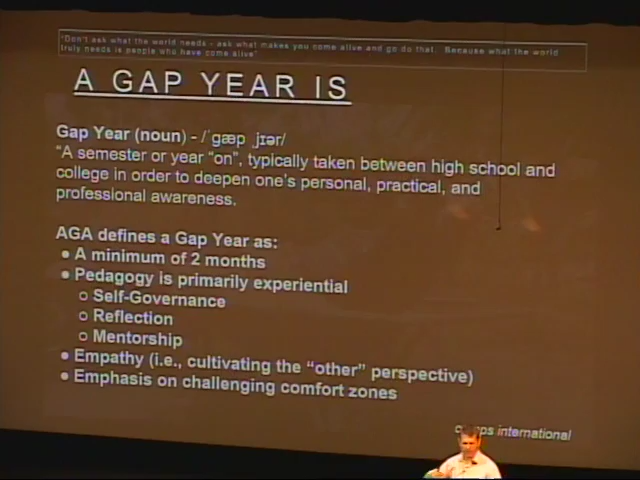 "Don't ask what the world needs - ask what makes you come alive and go do that. Because what the world
truly needs is people who have come alive"
A GAP YEAR IS
Gap Year (noun) - /ˈgæp ˌjɪər/
"A semester or year "on", typically taken between high school and
college in order to deepen one's personal, practical, and
professional awareness.
AGA defines a Gap Year as:
● A minimum of 2 months
● Pedagogy is primarily experiential
○ Self-Governance
○ Reflection
○ Mentorship
● Empathy (i.e., cultivating the "other" perspective)
● Emphasis on challenging comfort zones
international